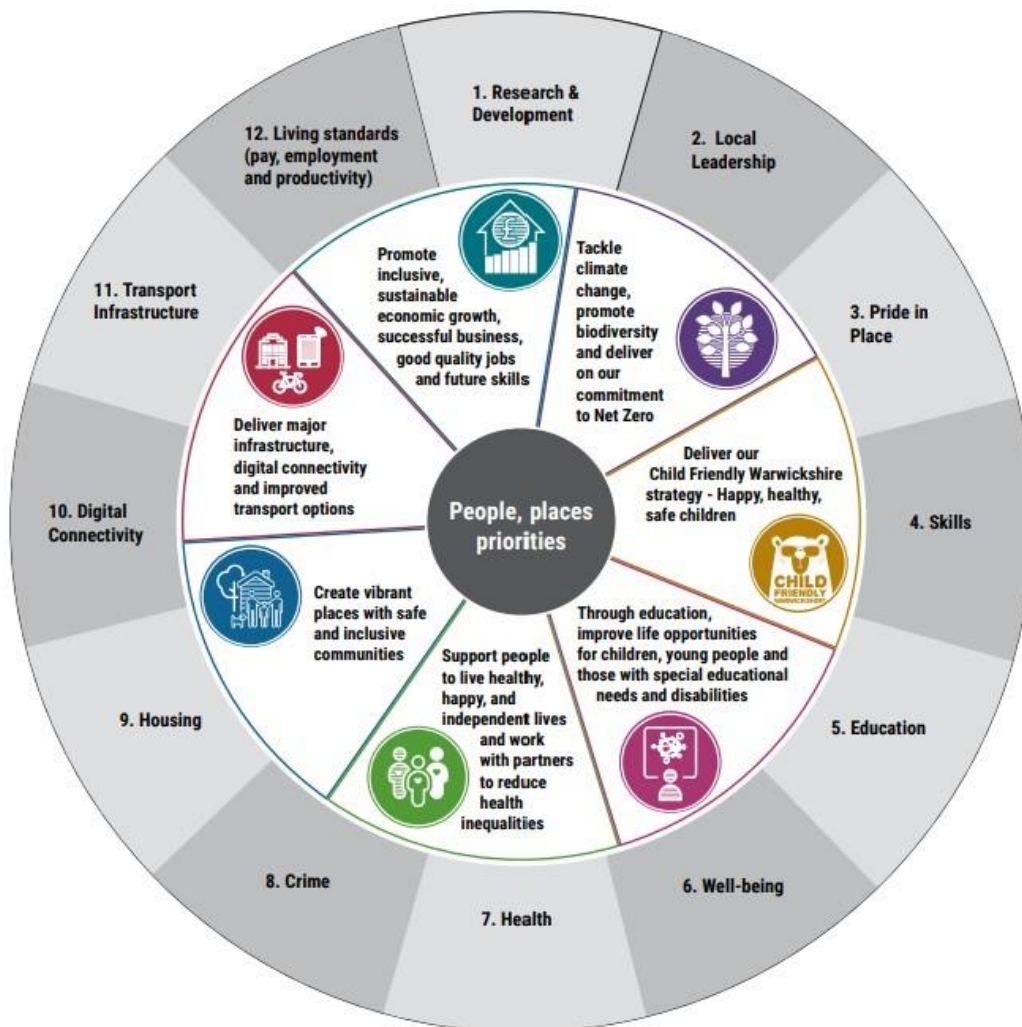 1. Research &
Development
2. Local
Leadership
3. Pride in
Place
4. Skills
5. Education
6. Well-being
7. Health
8. Crime
9. Housing
10. Digital
Connectivity
11. Transport
Infrastructure
12. Living standards
(pay, employment
and productivity)
Promote
inclusive,
sustainable
economic growth,
successful business,
good quality jobs
and future skills
£
Tackle
climate
change,
promote
biodiversity
and deliver
on our
commitment
to Net Zero
Deliver our
Child Friendly Warwickshire
strategy - Happy, healthy,
safe children
CHILD
FRIENDLY
WARWICKSHIRE
Through education,
improve life opportunities
for children, young people and
those with special educational
needs and disabilities
Support people
to live healthy,
happy, and
independent lives
and work
with partners
to reduce
health
inequalities
Create vibrant
places with safe
and inclusive
communities
Deliver major
infrastructure,
digital connectivity
and improved
transport options
People, places
priorities